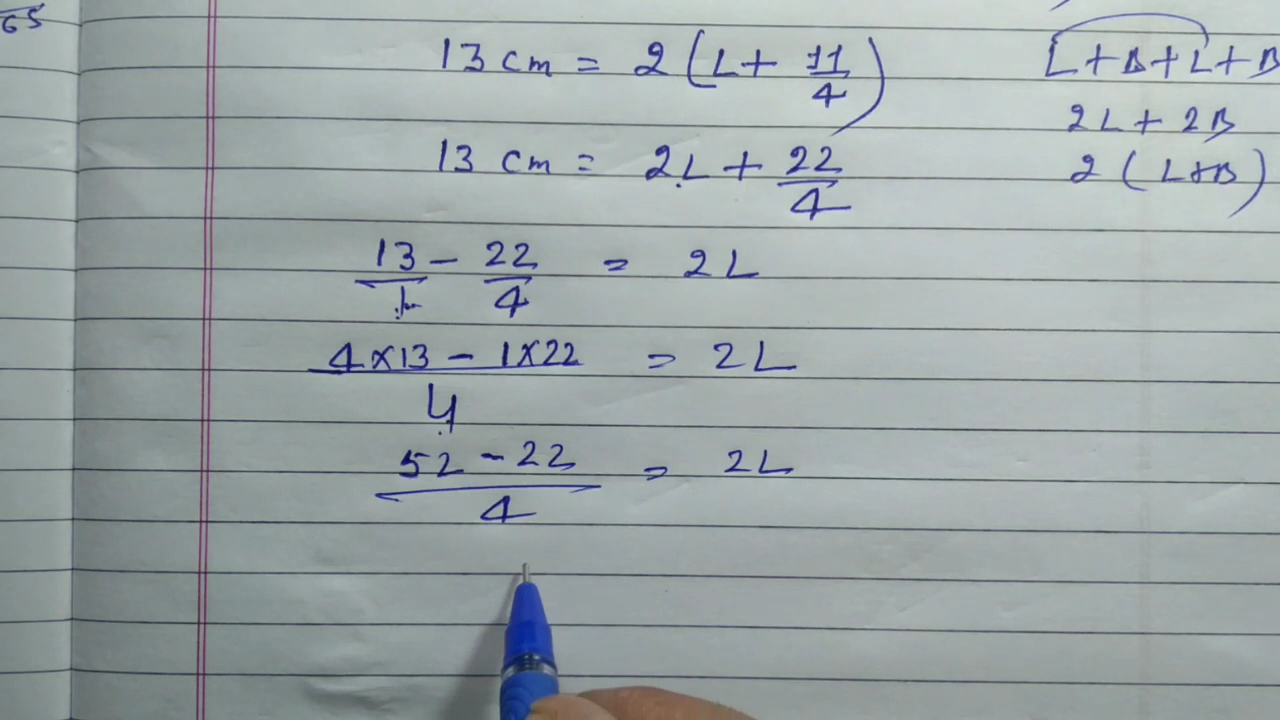 65
13 cm = 2 (L + 11/4)
13 cm = 2L + 22/4
13/1 - 22/4 = 2L
4×13 - 1×22 / 4 = 2L
52 - 22 / 4 = 2L
L+B+L+B
2L + 2B
2 (L+B)